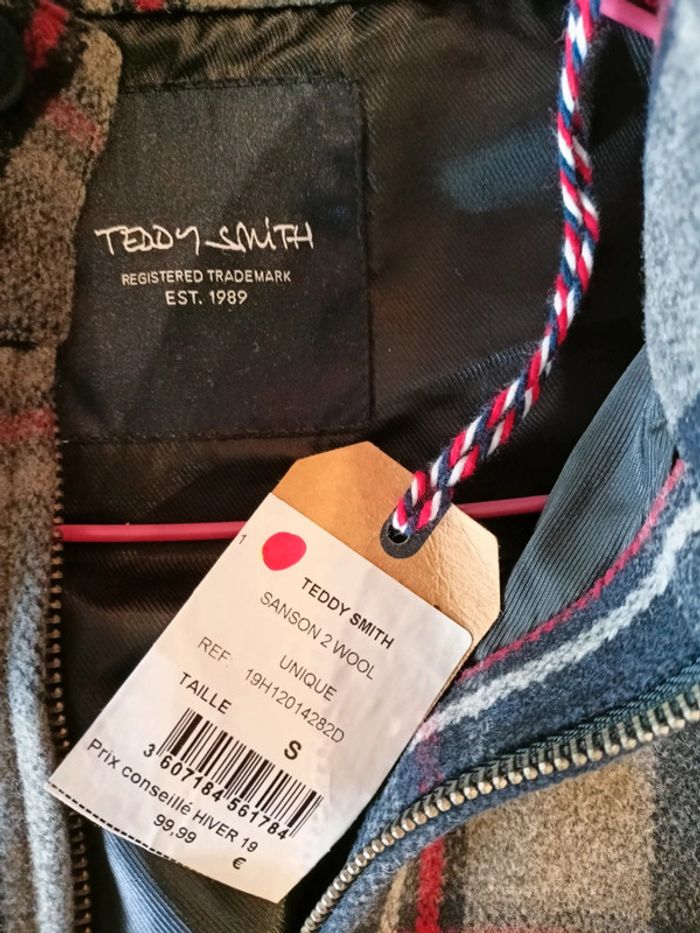 TEDDY SMITH
REGISTERED TRADEMARK
EST. 1989
1
TEDDY SMITH
SANSON 2 WOOL
UNIQUE
REF: 19H12014282D
TAILLE S
3 607184 561784
Prix conseillé HIVER 19
99,99 €